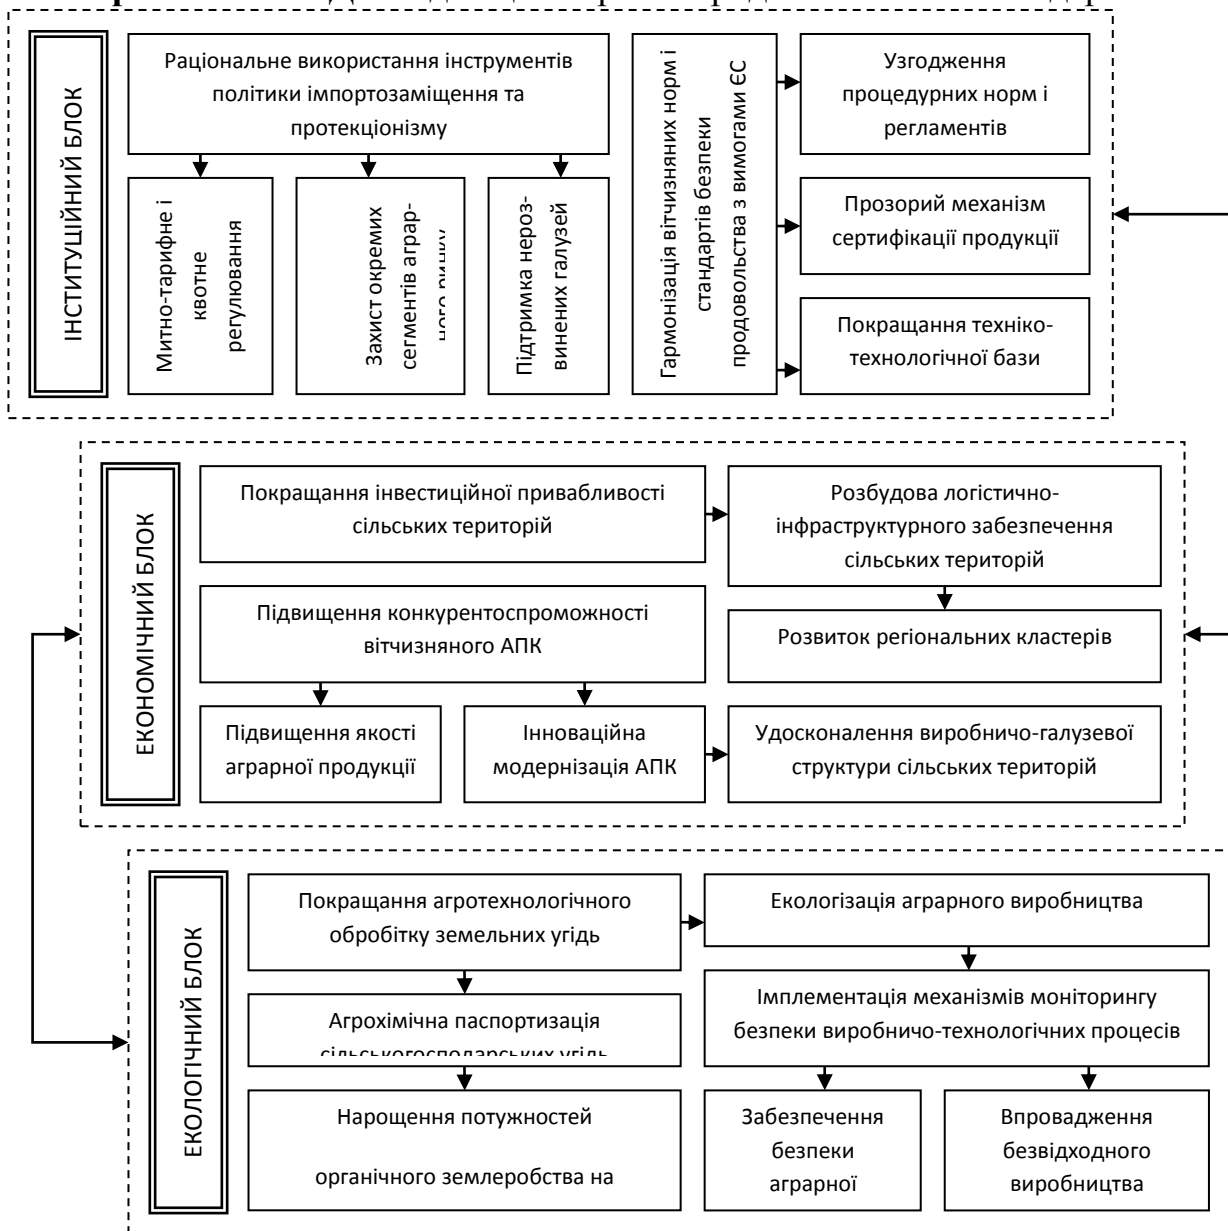 ІНСТИТУЦІЙНИЙ БЛОК
Раціональне використання інструментів
політики імпортозаміщення та
протекціонізму
Митно-тарифне і
квотне
регулювання
Захист окремих
сегментів аграр-
ного ринку
Підтримка нероз-
винених галузей
Гармонізація вітчизняних норм і
стандартів безпеки
продовольства з вимогами ЄС
Узгодження
процедурних норм і
регламентів
Прозорий механізм
сертифікації продукції
Покращання техніко-
технологічної бази
ЕКОНОМІЧНИЙ БЛОК
Покращання інвестиційної привабливості
сільських територій
Розбудова логістично-
інфраструктурного забезпечення
сільських територій
Підвищення конкурентоспроможності
вітчизняного АПК
Розвиток регіональних кластерів
Підвищення якості
аграрної продукції
Інноваційна
модернізація АПК
Удосконалення виробничо-галузевої
структури сільських територій
ЕКОЛОГІЧНИЙ БЛОК
Покращання агротехнологічного
обробітку земельних угідь
Екологізація аграрного виробництва
Агрохімічна паспортизація
сільськогосподарських угідь
Імплементація механізмів моніторингу
безпеки виробничо-технологічних процесів
Нарощення потужностей
органічного землеробства на
Забезпечення
безпеки
аграрної
Впровадження
безвідходного
виробництва